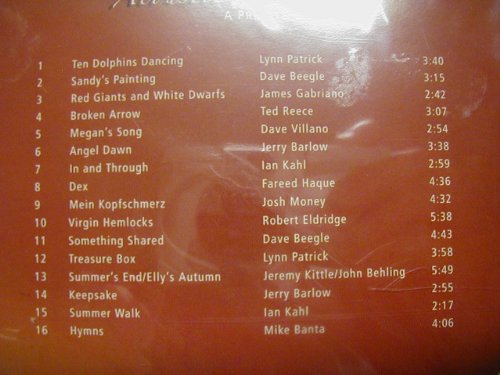 A PR
1 Ten Dolphins Dancing Lynn Patrick 3:40
2 Sandy's Painting Dave Beegle 3:15
3 Red Giants and White Dwarfs James Gabriano 2:42
4 Broken Arrow Ted Reece 3:07
5 Megan's Song Dave Villano 2:54
6 Angel Dawn Jerry Barlow 3:38
7 In and Through Ian Kahl 2:59
8 Dex Fareed Haque 4:36
9 Mein Kopfschmerz Josh Money 4:32
10 Virgin Hemlocks Robert Eldridge 5:38
11 Something Shared Dave Beegle 4:43
12 Treasure Box Lynn Patrick 3:58
13 Summer's End/Elly's Autumn Jeremy Kittle/John Behling 5:49
14 Keepsake Jerry Barlow 2:55
15 Summer Walk Ian Kahl 2:17
16 Hymns Mike Banta 4:06